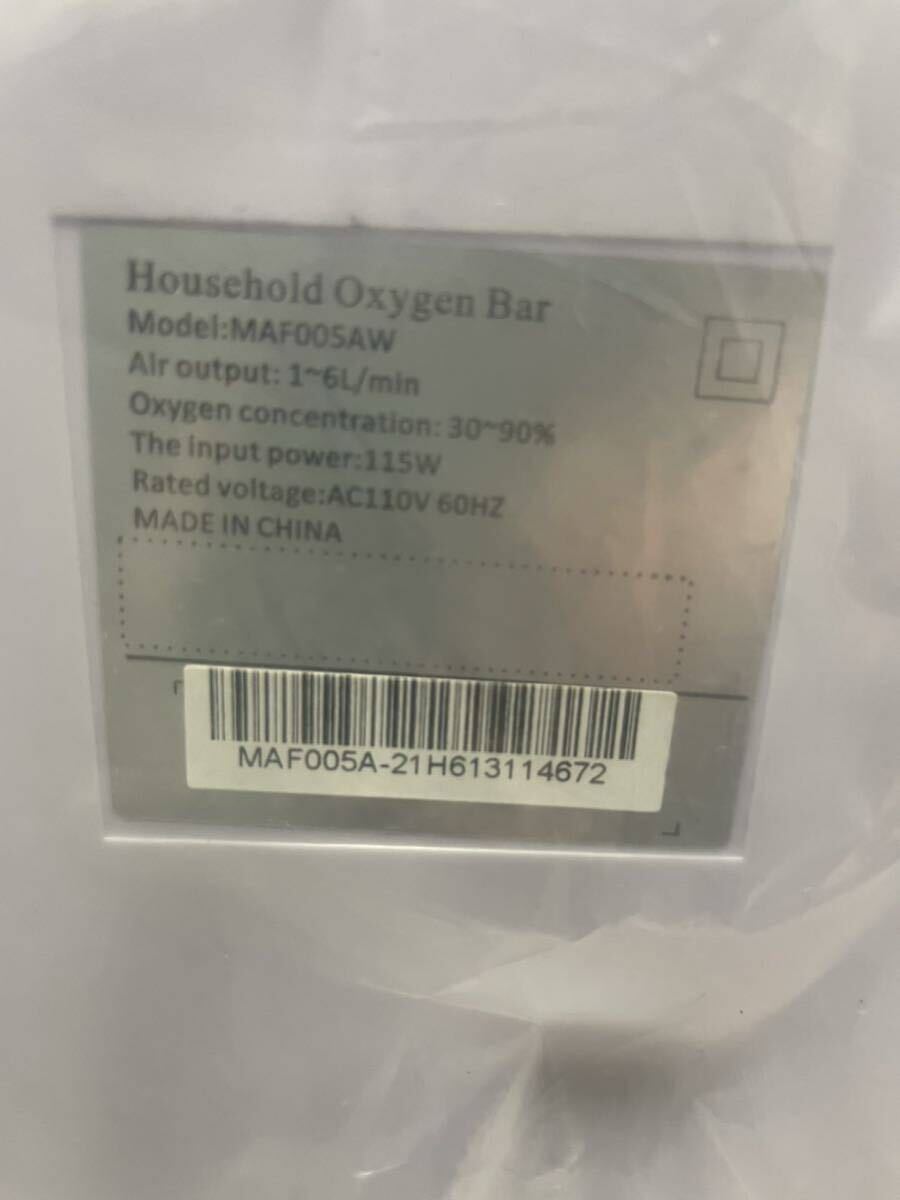 Household Oxygen Bar
Model:MAF005AW
Air output: 1~6L/min
Oxygen concentration: 30~90%
The input power:115W
Rated voltage:AC110V 60HZ
MADE IN CHINA
MAF005A-21H613114672